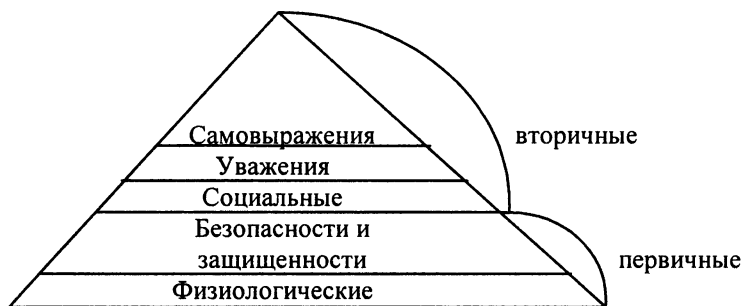 Самовыражения
вторичные
Уважения
Социальные
Безопасности и
защищенности
первичные
Физиологические